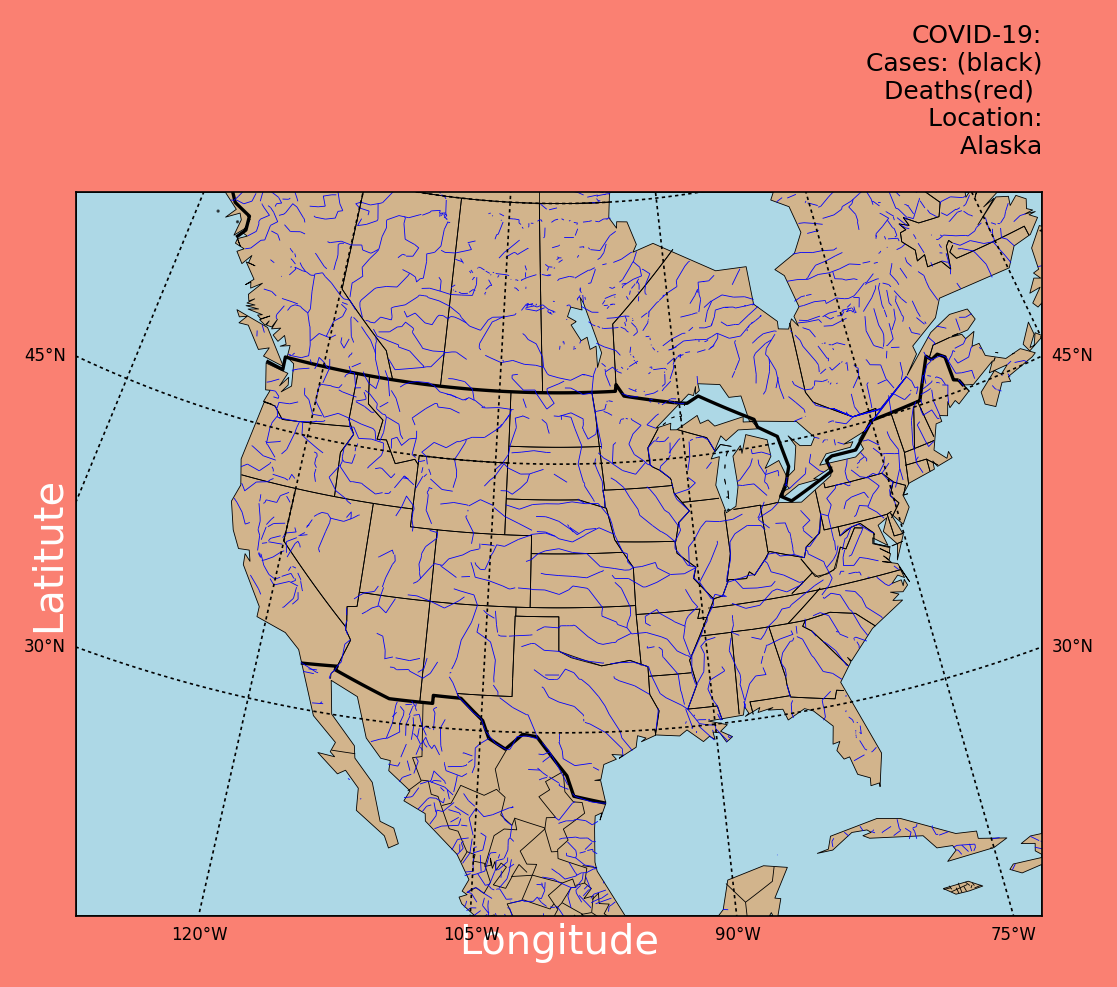 COVID-19:
Cases: (black)
Deaths(red)
Location:
Alaska
45°N
45°N
Latitute
30°N
30°N
120°W
105°W
90°W
75°W
Longitude